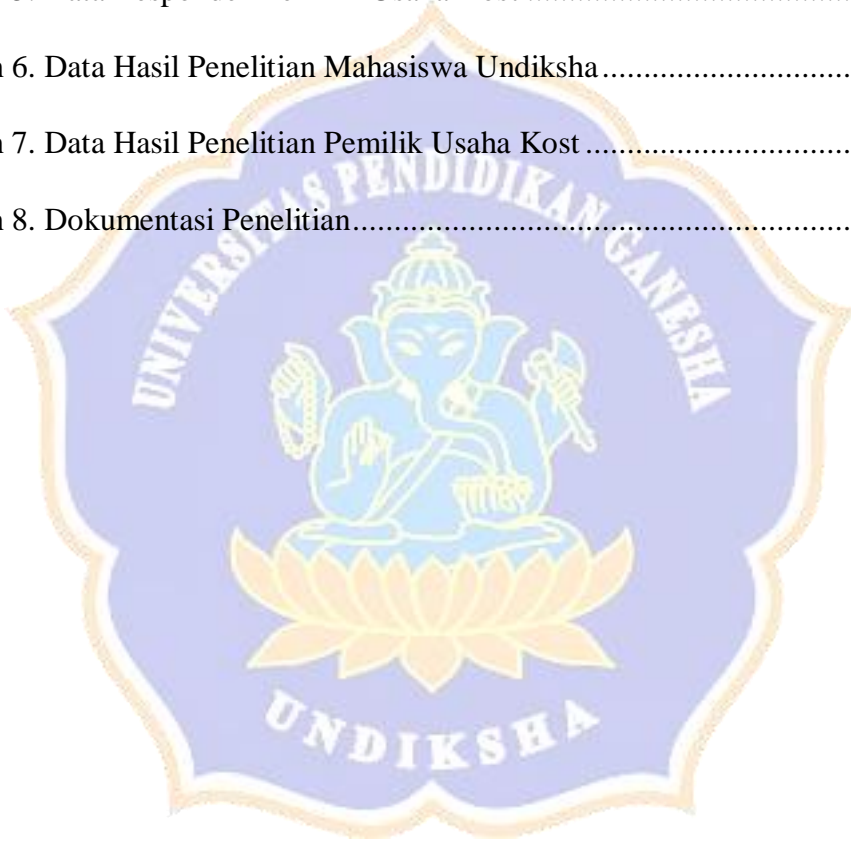 6. Data Hasil Penelitian Mahasiswa Undiksha
7. Data Hasil Penelitian Pemilik Usaha Kost
8. Dokumentasi Penelitian
UNIVERSITAS PENDIDIKAN GANESHA
UNDIKSHA